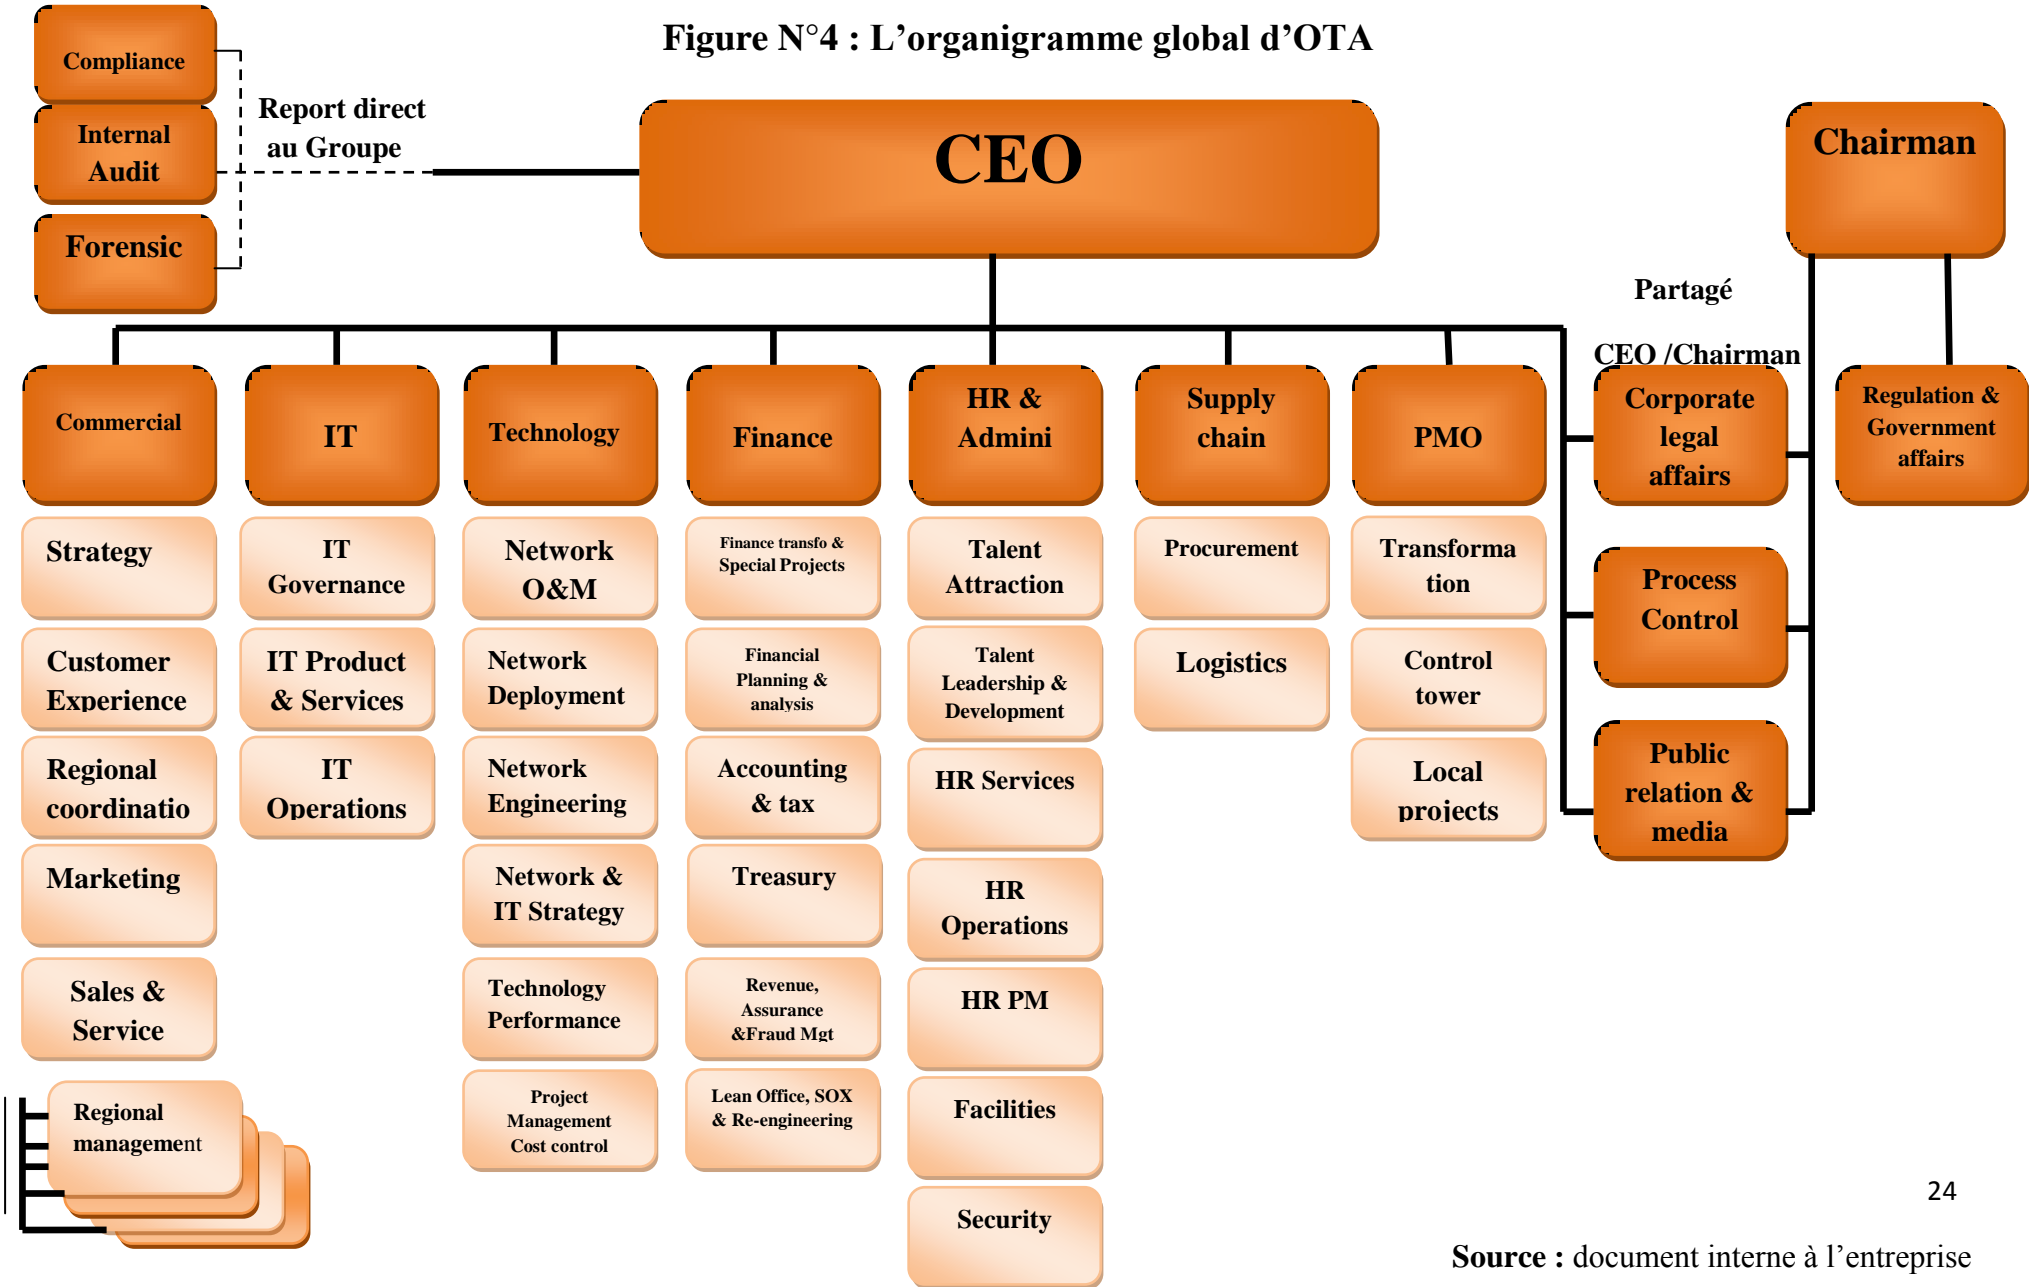 Figure N°4 : L’organigramme global d’OTA
Compliance
Internal
Audit
Forensic
Report direct
au Groupe
CEO
Chairman
Partagé
CEO /Chairman
Commercial
IT
Technology
Finance
HR &
Admini
Supply
chain
PMO
Corporate
legal
affairs
Regulation &
Government
affairs
Process
Control
Public
relation &
media
Strategy
Customer
Experience
Regional
coordinatio
Marketing
Sales &
Service
Regional
management
IT
Governance
IT Product
& Services
IT
Operations
Network
O&M
Network
Deployment
Network
Engineering
Network &
IT Strategy
Technology
Performance
Project
Management
Cost control
Finance transfo &
Special Projects
Financial
Planning &
analysis
Accounting
& tax
Treasury
Revenue,
Assurance
&Fraud Mgt
Lean Office, SOX
& Re-engineering
Talent
Attraction
Talent
Leadership &
Development
HR Services
HR
Operations
HR PM
Facilities
Security
Procurement
Logistics
Transforma
tion
Control
tower
Local
projects
24
Source : document interne à l’entreprise